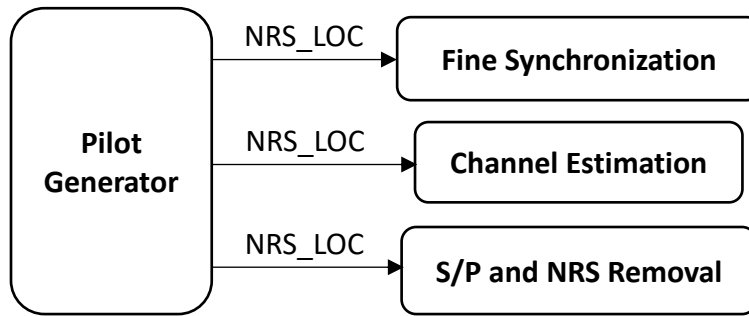 Pilot
Generator
NRS_LOC
Fine Synchronization
NRS_LOC
Channel Estimation
NRS_LOC
S/P and NRS Removal